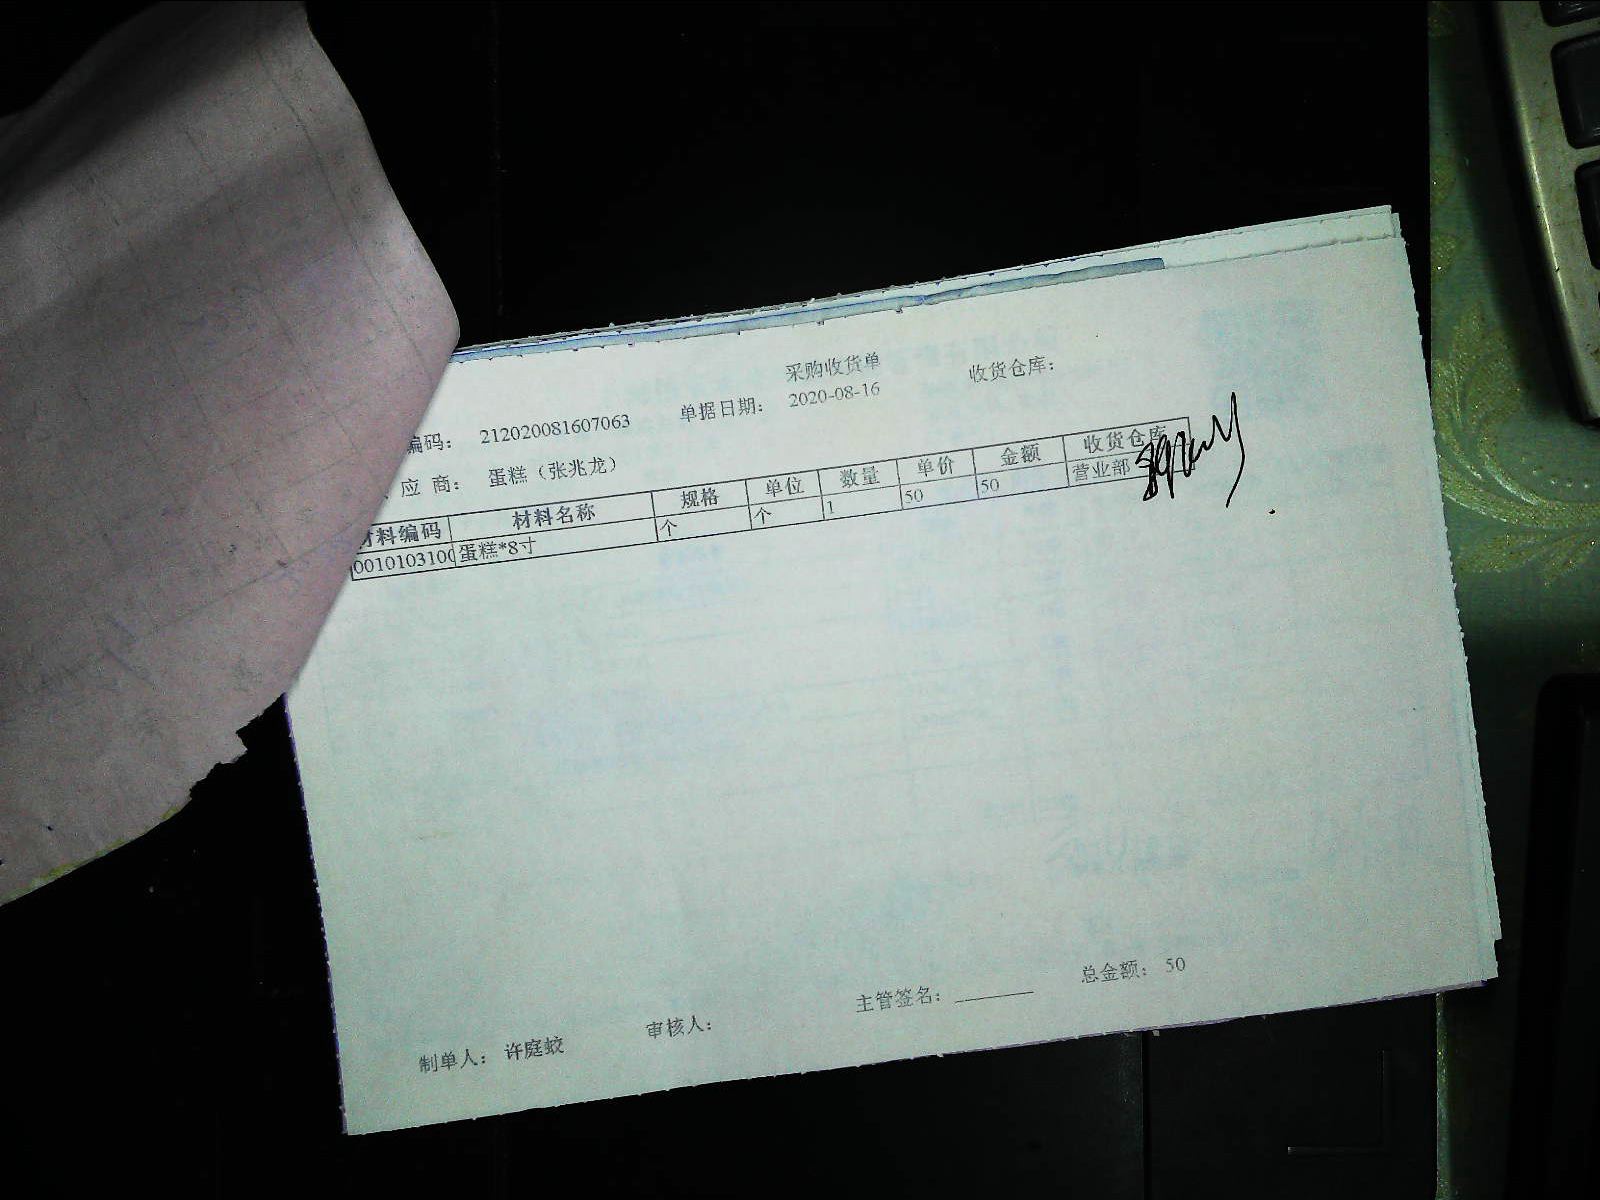 采购收货单
编码： 212020081607063 单据日期： 2020-08-16 收货仓库：
应 商： 蛋糕（张兆龙）
材料编码 材料名称 规格 单位 数量 单价 金额 收货仓库
0010103100 蛋糕*8寸 个 个 1 50 50 营业部
制单人： 许庭蛟 审核人： 主管签名： 总金额： 50